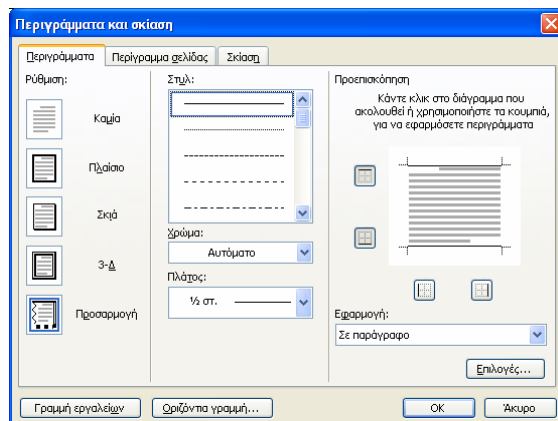 Περιγράμματα και σκίαση
Περιγράμματα
Περίγραμμα σελίδας
Σκίαση
Ρύθμιση:
Καμία
Πλαίσιο
Σκιά
3-Δ
Προσαρμογή
Στυλ:
Χρώμα:
Αυτόματο
Πλάτος:
½ στ.
Προεπισκόπηση
Κάντε κλικ στο διάγραμμα που
ακολουθεί ή χρησιμοποιήστε τα κουμπιά,
για να εφαρμόσετε περιγράμματα
Εφαρμογή:
Σε παράγραφο
Επιλογές...
Γραμμή εργαλείων
Οριζόντια γραμμή...
OK
Άκυρο